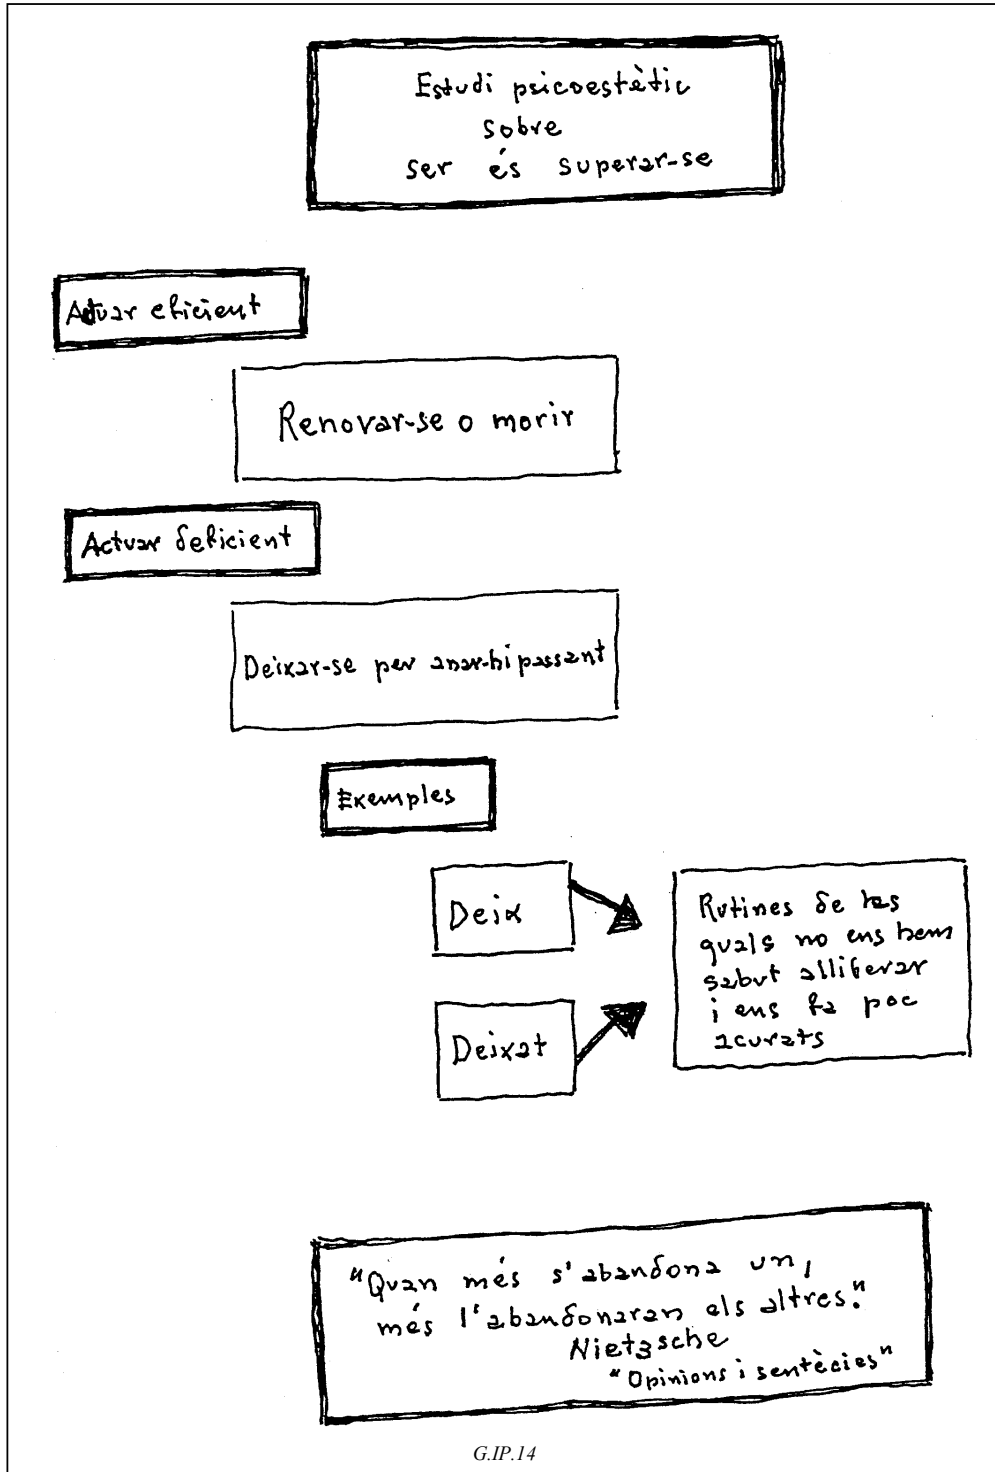 Estudi psicoestètic
sobre
ser és superar-se
Actuar eficient
Renovar-se o morir
Actuar deficient
Deixar-se per anar-hi passant
Exemples
Deix
Deixat
Rutines de les
quals no ens hem
sabut alliberar
i ens fa poc
acurats
"Quan més s'abandona un,
més l'abandonaran els altres."
Nietzsche
"Opinions i sentècies"
G.IP.14